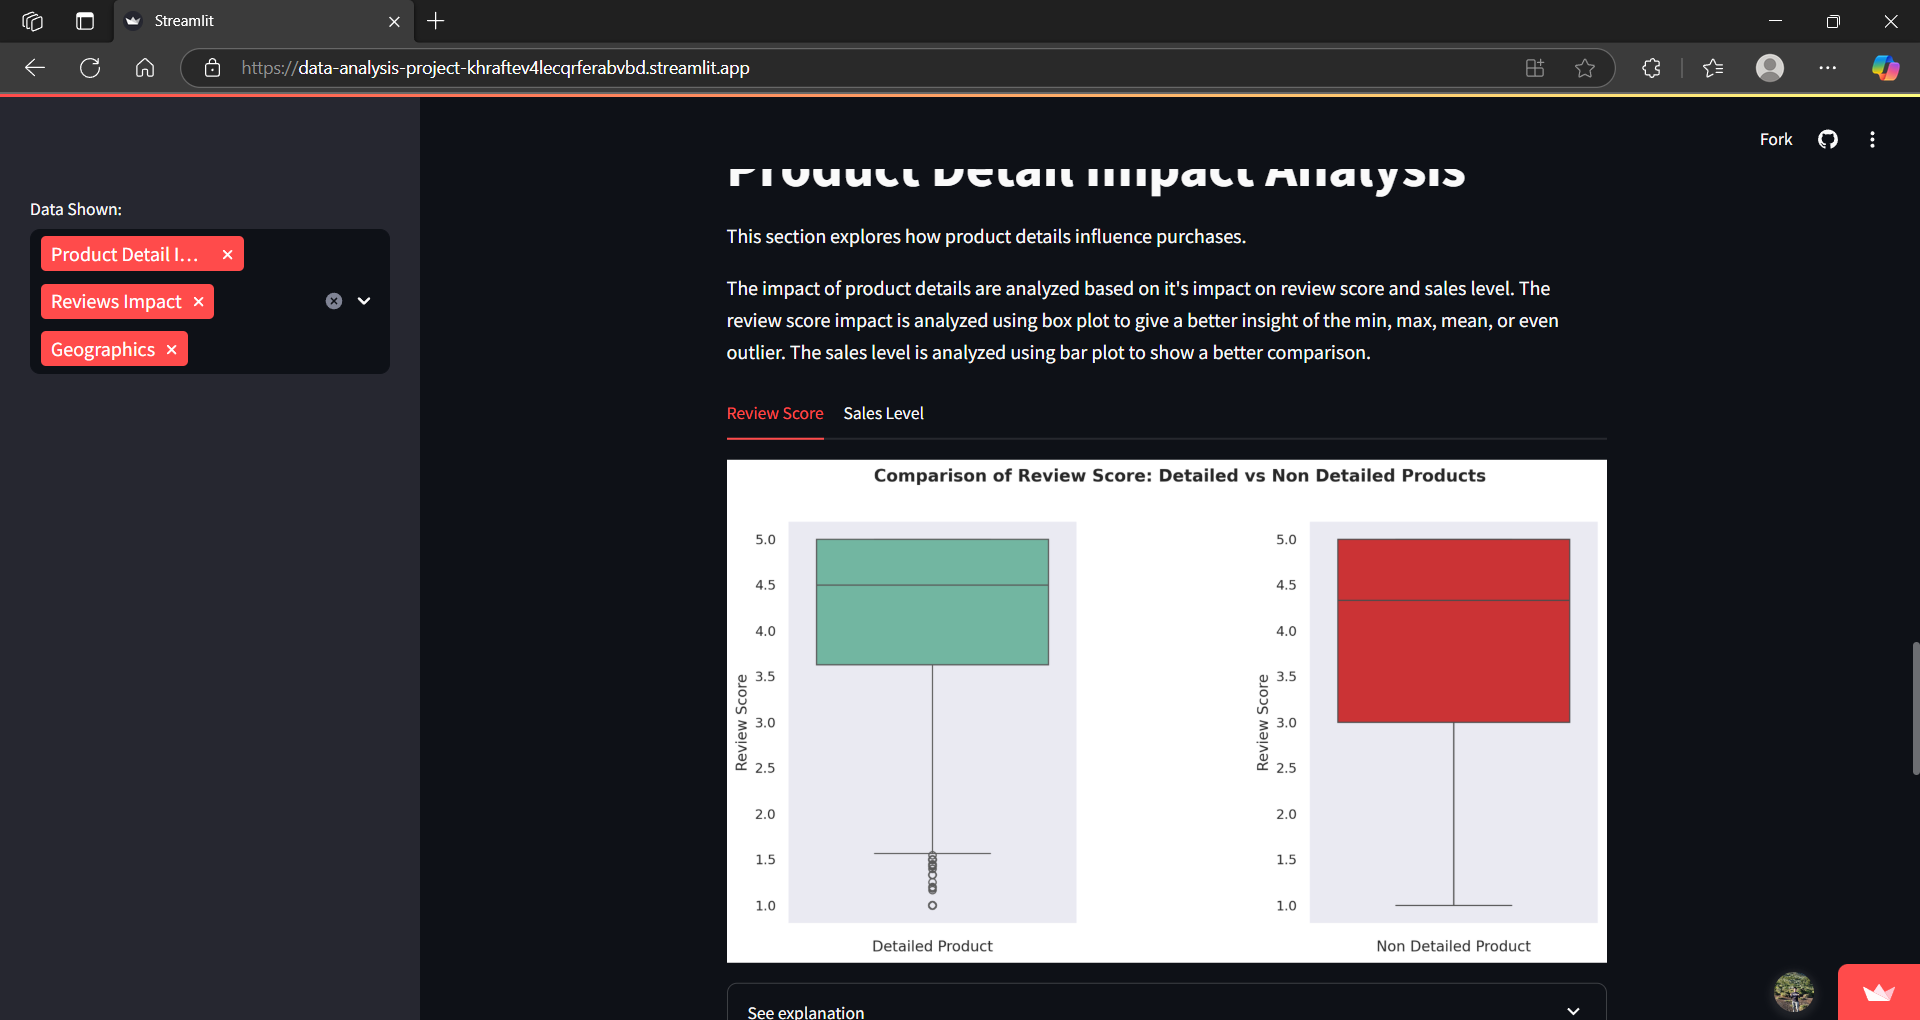 Streamlit
https://data-analysis-project-khraftev4lecqrferabvbd.streamlit.app
Fork
Data Shown:
Product Detail I...
Reviews Impact
Geographics
Product Detail Impact Analysis
This section explores how product details influence purchases.
The impact of product details are analyzed based on it's impact on review score and sales level. The
review score impact is analyzed using box plot to give a better insight of the min, max, mean, or even
outlier. The sales level is analyzed using bar plot to show a better comparison.
Review Score Sales Level
Comparison of Review Score: Detailed vs Non Detailed Products
Review Score
5.0
4.5
4.0
3.5
3.0
2.5
2.0
1.5
1.0
Detailed Product
Review Score
5.0
4.5
4.0
3.5
3.0
2.5
2.0
1.5
1.0
Non Detailed Product
See explanation